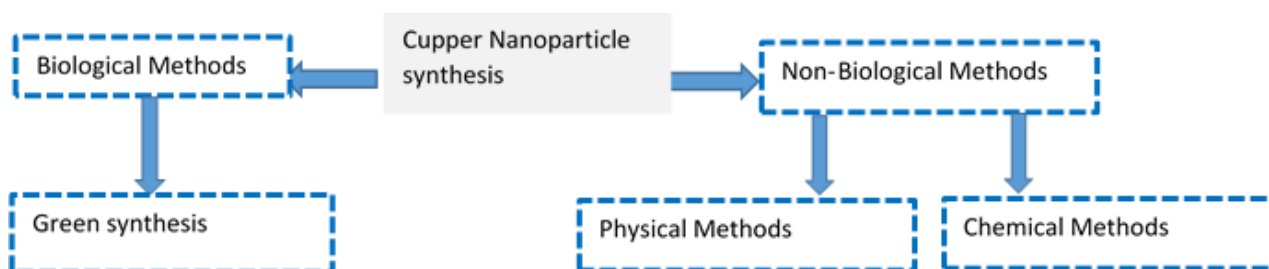 Cupper Nanoparticle
synthesis
Biological Methods
Non-Biological Methods
Green synthesis
Physical Methods
Chemical Methods